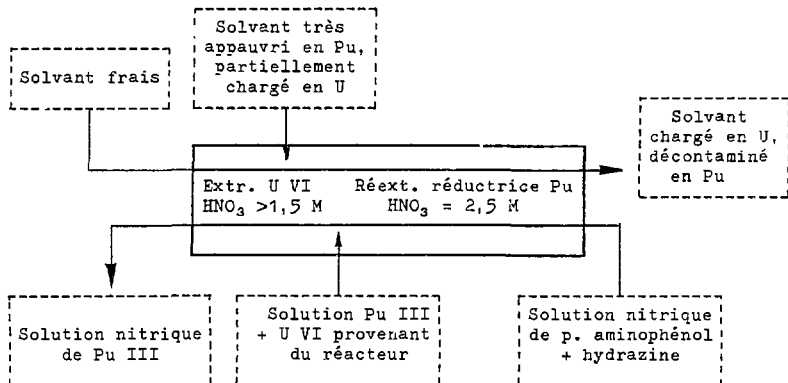 Solvant très
appauvri en Pu,
partiellement
chargé en U
Solvant frais
Solvant
chargé en U,
décontaminé
en Pu
Extr. U VI Réext. réductrice Pu
HNO3 >1,5 M HNO3 = 2,5 M
Solution nitrique
de Pu III
Solution Pu III
+ U VI provenant
du réacteur
Solution nitrique
de p. aminophénol
+ hydrazine